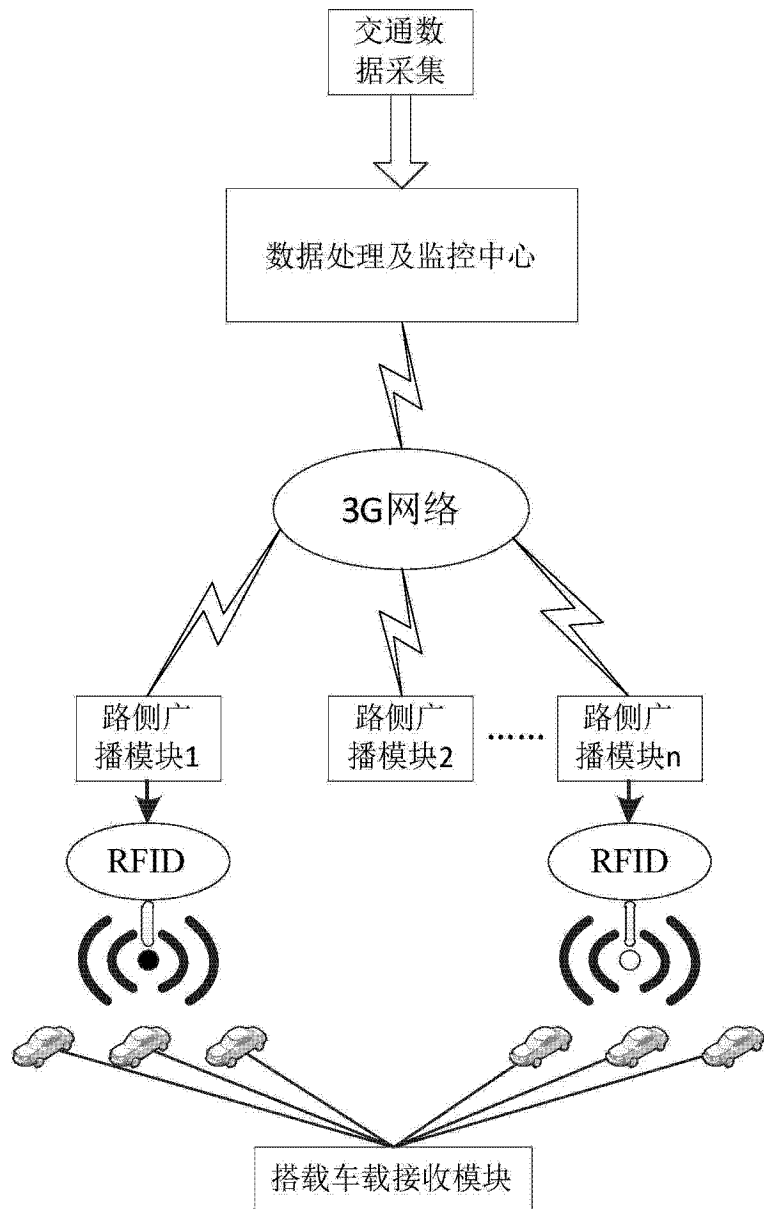 交通数
据采集
数据处理及监控中心
3G网络
路侧广
播模块1
路侧广
播模块2
……
路侧广
播模块n
RFID
RFID
搭载车载接收模块